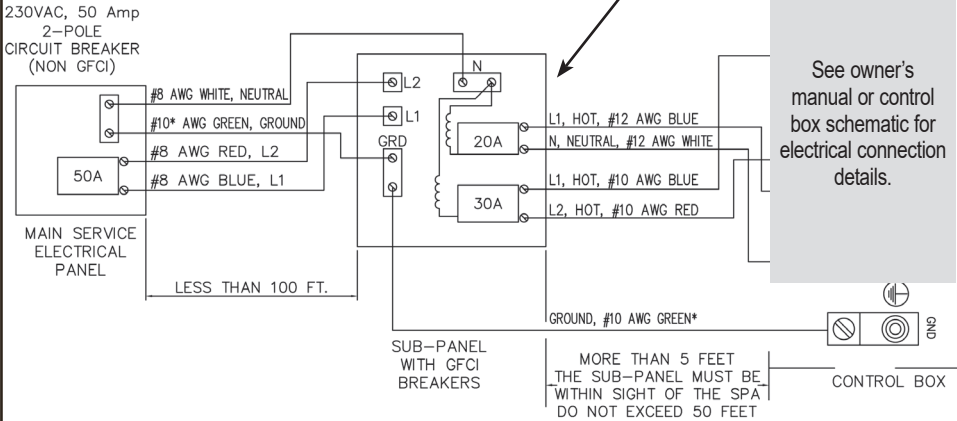 230VAC, 50 Amp
2-POLE
CIRCUIT BREAKER
(NON GFCI)
#8 AWG WHITE, NEUTRAL
#10* AWG GREEN, GROUND
#8 AWG RED, L2
#8 AWG BLUE, L1
50A
MAIN SERVICE
ELECTRICAL
PANEL
LESS THAN 100 FT.
N
L2
L1
GRD
20A
30A
L1, HOT, #12 AWG BLUE
N, NEUTRAL, #12 AWG WHITE
L1, HOT, #10 AWG BLUE
L2, HOT, #10 AWG RED
See owner's
manual or control
box schematic for
electrical connection
details.
GROUND, #10 AWG GREEN*
GND
SUB-PANEL
WITH GFCI
BREAKERS
MORE THAN 5 FEET
THE SUB-PANEL MUST BE
WITHIN SIGHT OF THE SPA
DO NOT EXCEED 50 FEET
CONTROL BOX